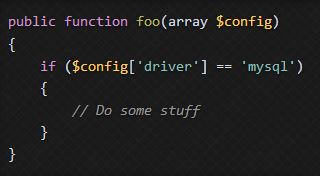 public function foo(array $config)
{
    if ($config['driver'] == 'mysql')
    {
        // Do some stuff
    }
}